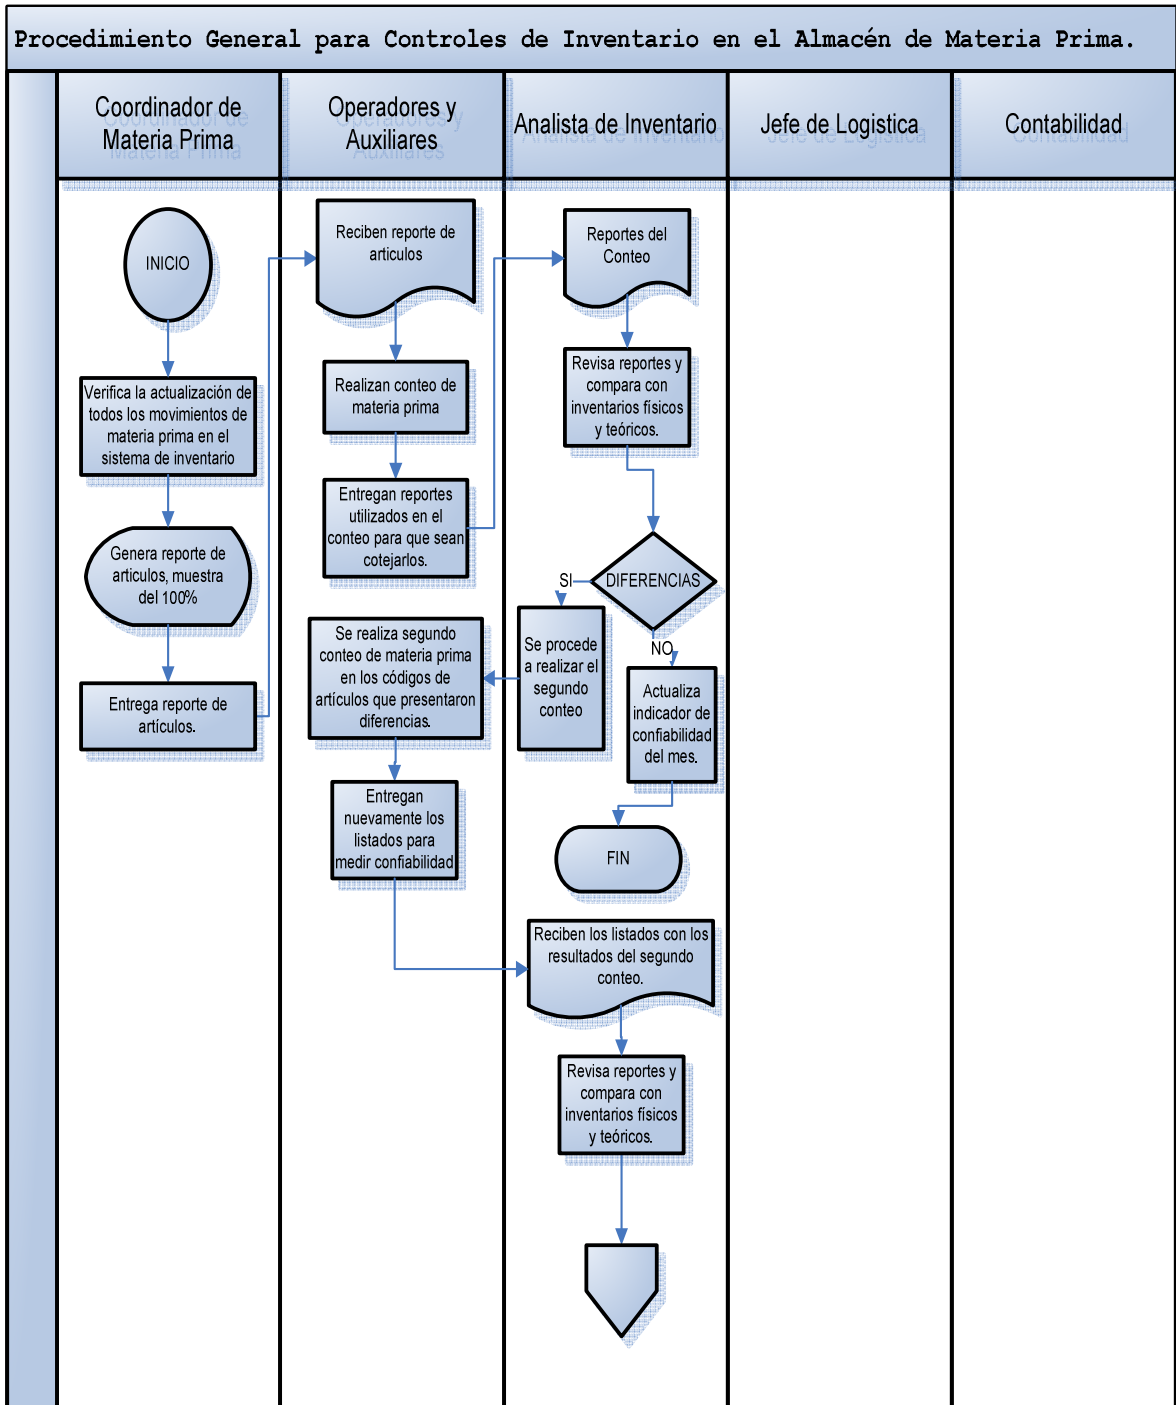 Procedimiento General para Controles de Inventario en el Almacén de Materia Prima.
Coordinador de
Materia Prima
Operadores y
Auxiliares
Analista de Inventario
Jefe de Logistica
Contabilidad
INICIO
Verifica la actualización de
todos los movimientos de
materia prima en el
sistema de inventario
Genera reporte de
articulos, muestra
del 100%
Entrega reporte de
artículos.
Reciben reporte de
articulos
Realizan conteo de
materia prima
Entregan reportes
utilizados en el
conteo para que sean
cotejarlos.
Se realiza segundo
conteo de materia prima
en los códigos de
artículos que presentaron
diferencias.
Entregan
nuevamente los
listados para
medir confiabilidad
Reportes del
Conteo
Revisa reportes y
compara con
inventarios físicos
y teóricos.
DIFERENCIAS
SI
NO
Se procede
a realizar el
segundo
conteo
Actualiza
indicador de
confiabilidad
del mes.
FIN
Reciben los listados con los
resultados del segundo
conteo.
Revisa reportes y
compara con
inventarios físicos
y teóricos.